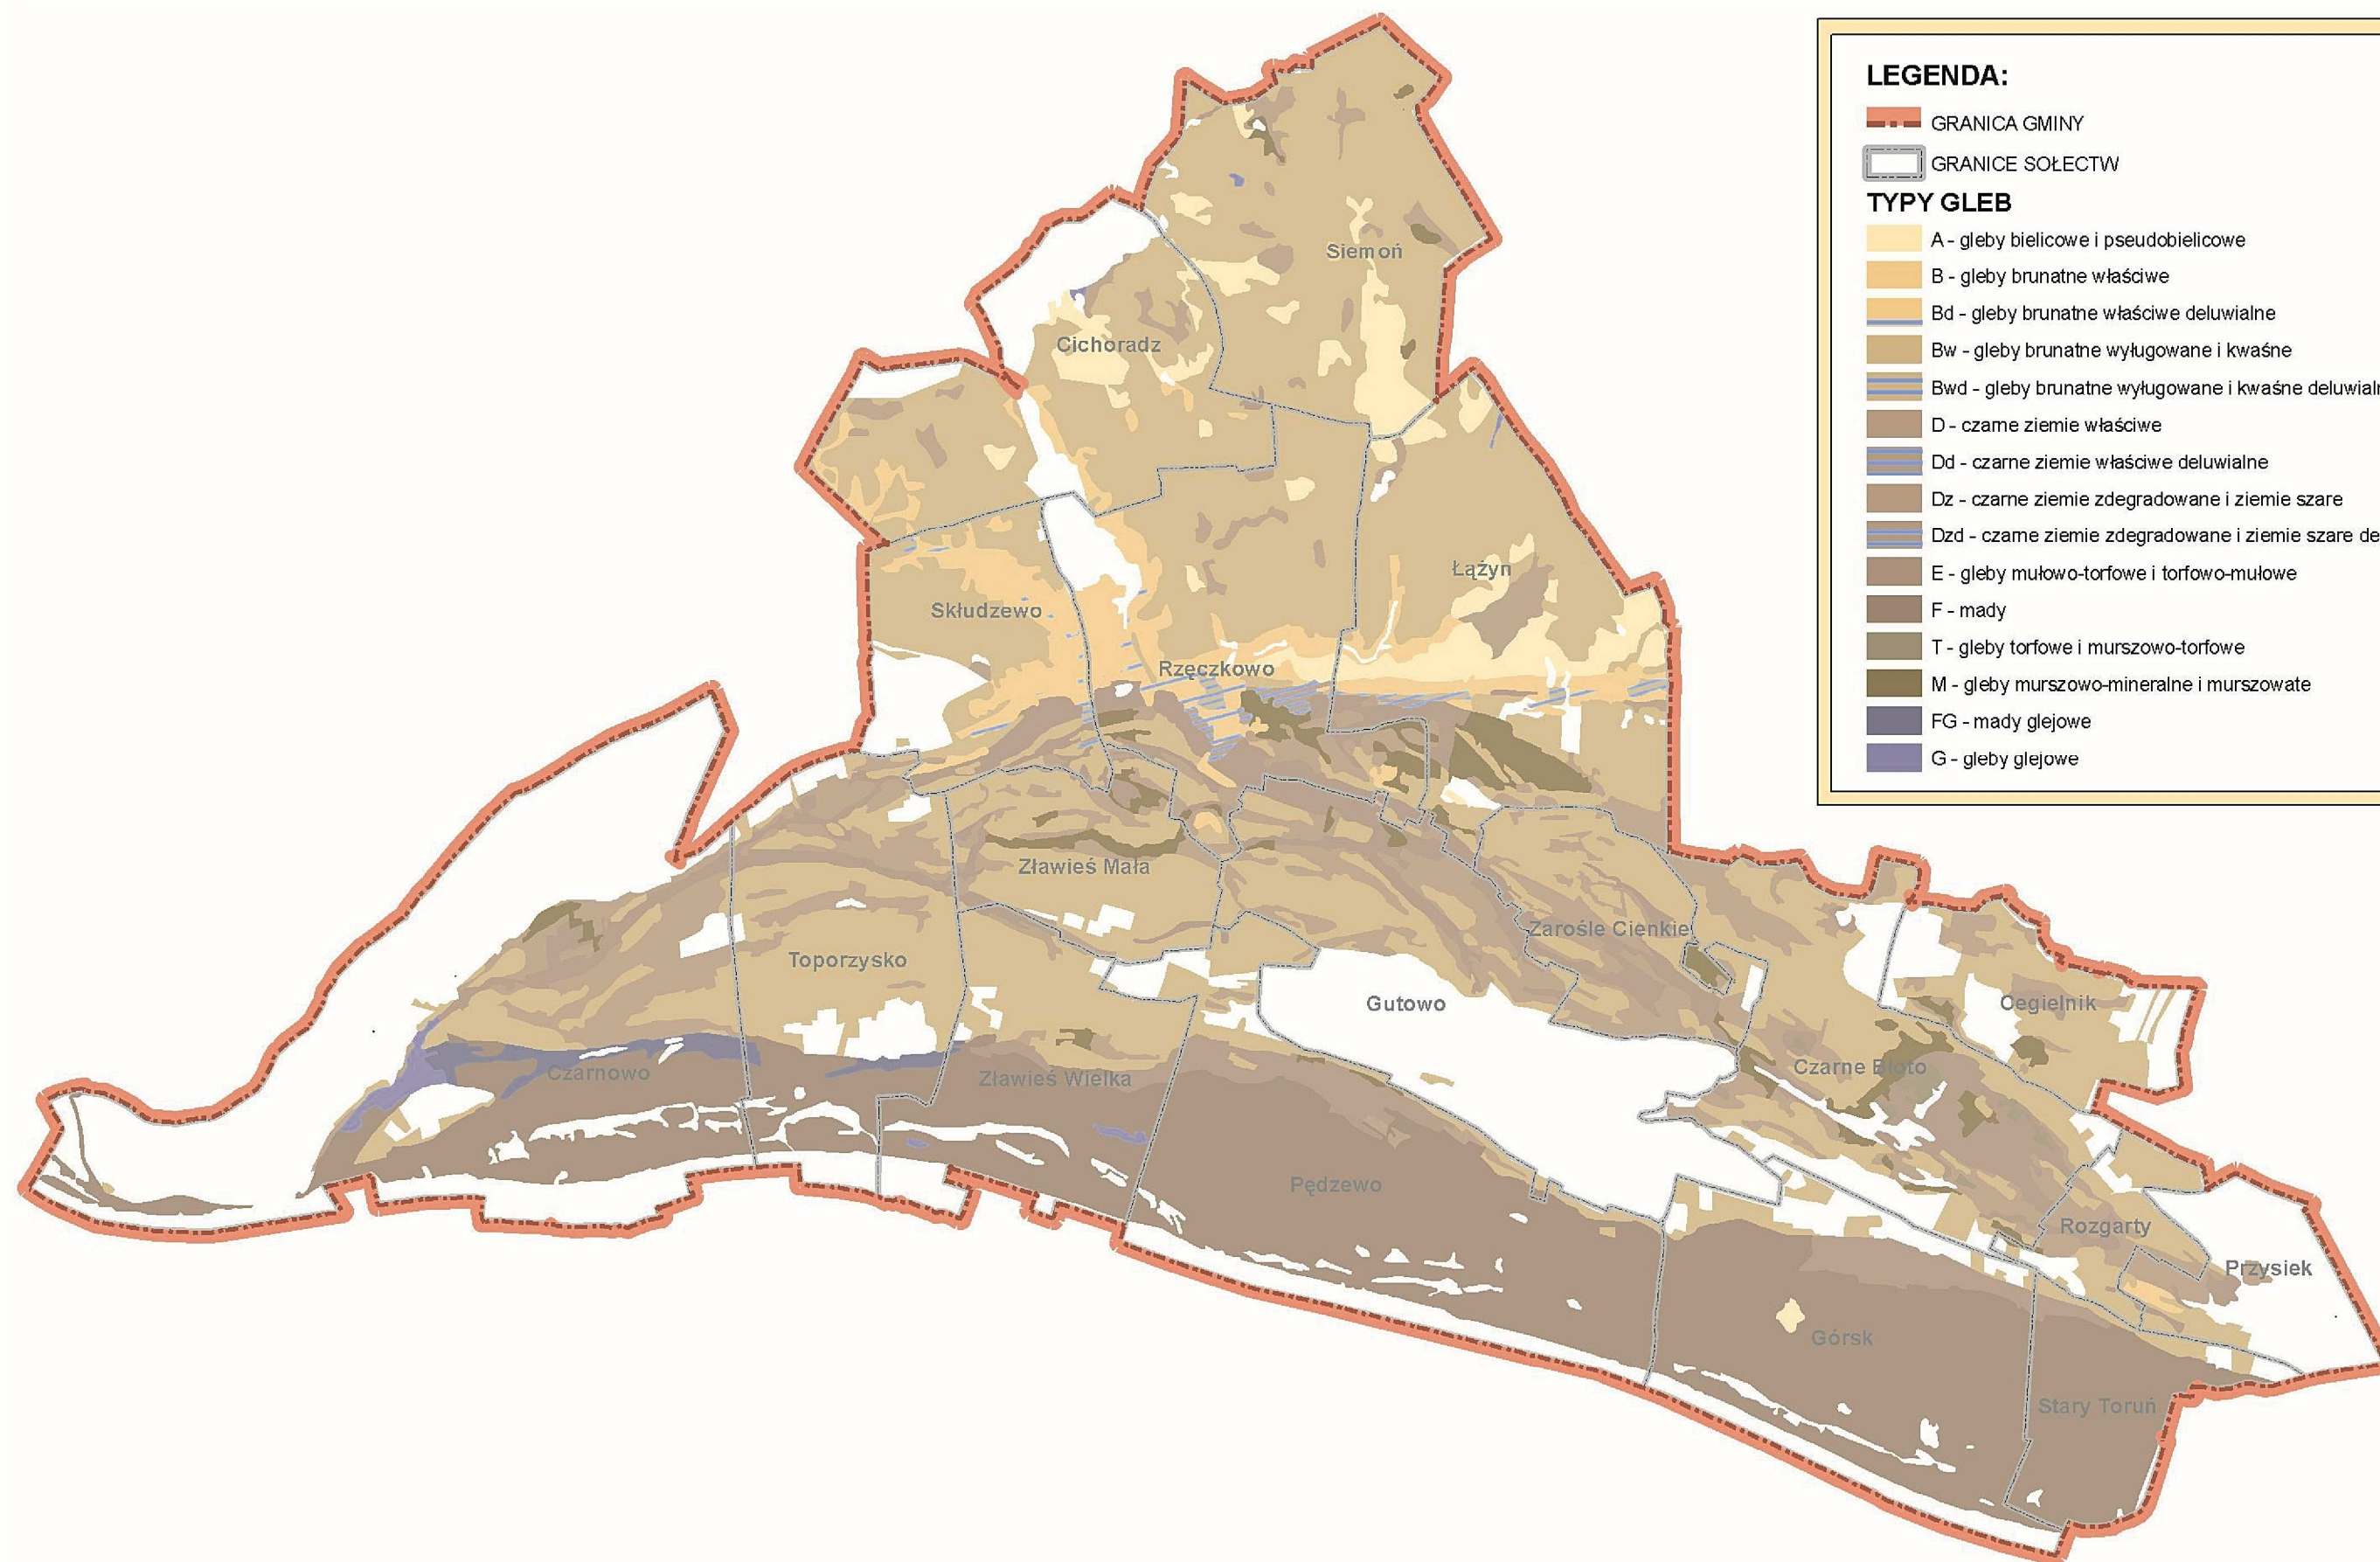 LEGENDA:
GRANICA GMINY
GRANICE SOŁECTW
TYPY GLEB
A - gleby bielicowe i pseudobielicowe
B - gleby brunatne właściwe
Bd - gleby brunatne właściwe deluwialne
Bw - gleby brunatne wyługowane i kwaśne
Bwd - gleby brunatne wyługowane i kwaśne deluwialn
D - czarne ziemie właściwe
Dd - czarne ziemie właściwe deluwialne
Dz - czarne ziemie zdegradowane i ziemie szare
Dzd - czarne ziemie zdegradowane i ziemie szare de
E - gleby mułowo-torfowe i torfowo-mułowe
F - mady
T - gleby torfowe i murszowo-torfowe
M - gleby murszowo-mineralne i murszowate
FG - mady glejowe
G - gleby glejowe
Siemoń
Cichoradz
Łążyn
Skłudzewo
Rzęczkowo
Zławieś Mała
Zarośle Cienkie
Toporzysko
Gutowo
Cegielnik
Czarnowo
Zławieś Wielka
Czarne Błoto
Pędzewo
Rozgarty
Przysiek
Górsk
Stary Toruń